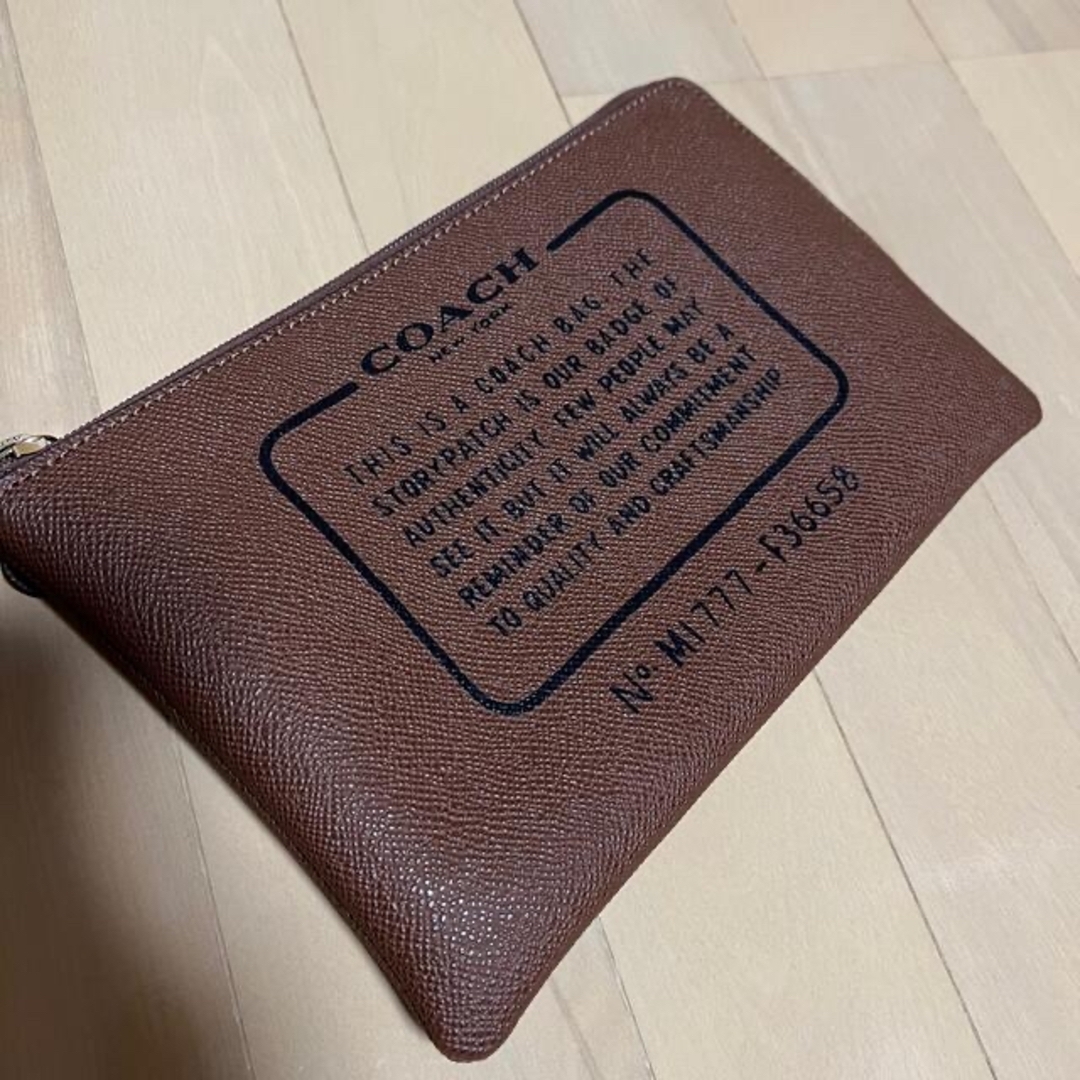 COACH
NEW YORK
THIS IS A COACH BAG. THE
STORYPATCH IS OUR BADGE OF
AUTHENTICITY. FEW PEOPLE MAY
SEE IT, BUT IT WILL ALWAYS BE A
REMINDER OF OUR COMMITMENT
TO QUALITY AND CRAFTSMANSHIP
Nº. M1777-F36658